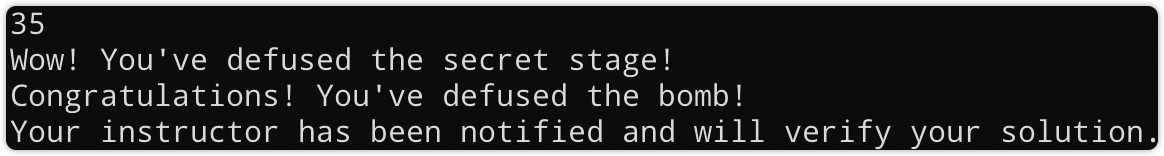 35
Wow! You've defused the secret stage!
Congratulations! You've defused the bomb!
Your instructor has been notified and will verify your solution.